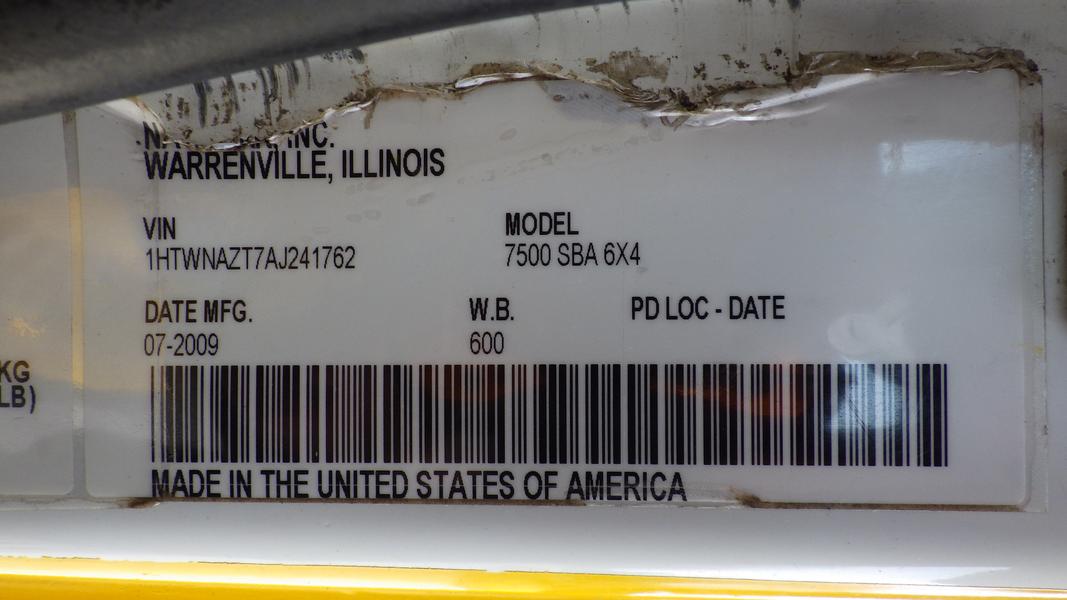 INC.
WARRENVILLE, ILLINOIS
VIN MODEL
1HTWNAZT7AJ241762 7500 SBA 6X4
DATE MFG. W.B. PD LOC - DATE
07-2009 600
KG
LB)
MADE IN THE UNITED STATES OF AMERICA